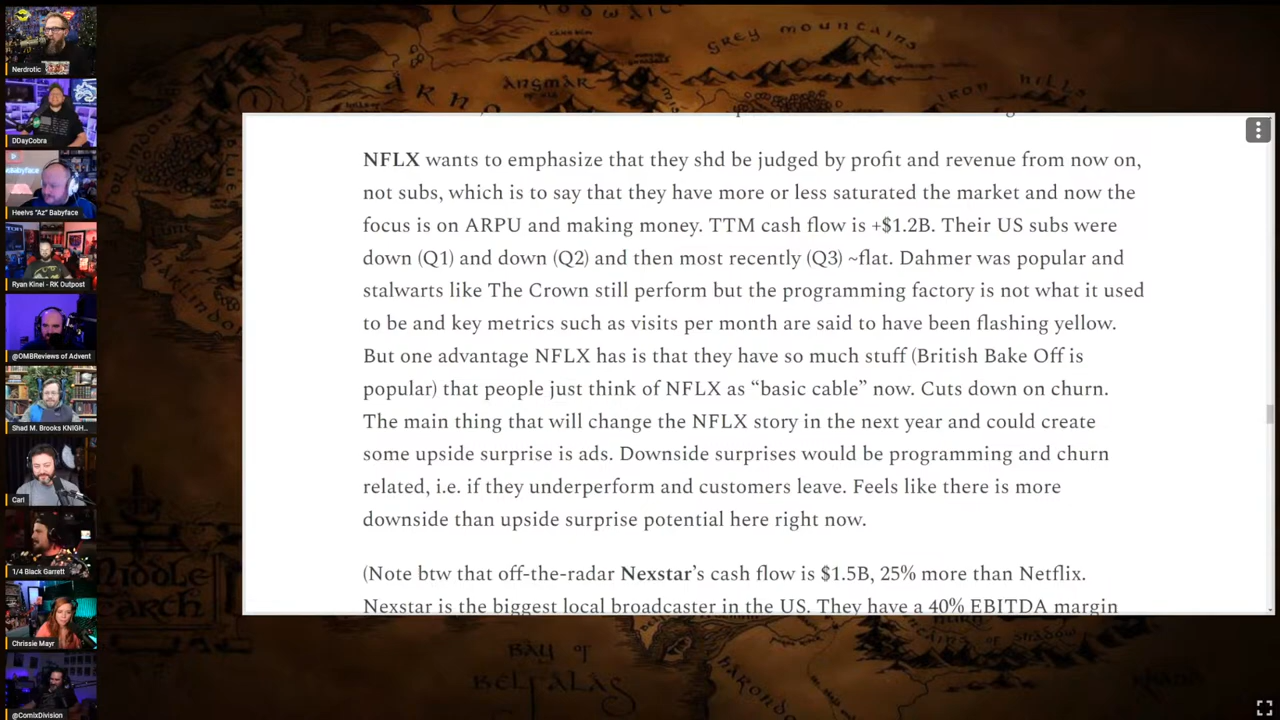 Nerdrotic
DDayCobra
Heelvs "Az" Babyface
Ryan Kinel - RK Outpost
@OMBReviews of Advent
Shad M. Brooks KNIGH...
Carl
1/4 Black Garrett
Chrissie Mayr
@ComixDivision
GREY MOUNTAINS
ANGMAR
NFLX wants to emphasize that they shd be judged by profit and revenue from now on,
not subs, which is to say that they have more or less saturated the market and now the
focus is on ARPU and making money. TTM cash flow is +$1.2B. Their US subs were
down (Q1) and down (Q2) and then most recently (Q3) ~flat. Dahmer was popular and
stalwarts like The Crown still perform but the programming factory is not what it used
to be and key metrics such as visits per month are said to have been flashing yellow.
But one advantage NFLX has is that they have so much stuff (British Bake Off is
popular) that people just think of NFLX as “basic cable” now. Cuts down on churn.
The main thing that will change the NFLX story in the next year and could create
some upside surprise is ads. Downside surprises would be programming and churn
related, i.e. if they underperform and customers leave. Feels like there is more
downside than upside surprise potential here right now.
(Note btw that off-the-radar Nexstar’s cash flow is $1.5B, 25% more than Netflix.
Nexstar is the biggest local broadcaster in the US. They have a 40% EBITDA margin
MIDDLE
EARTH
BAY OF
BELFALAS